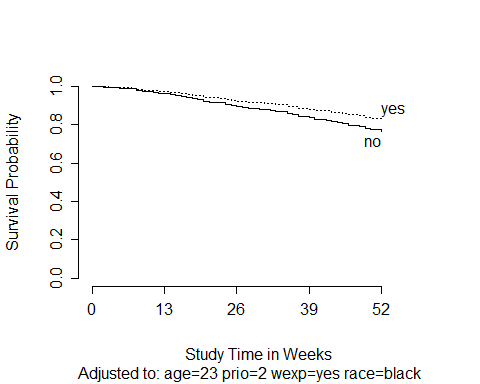 1.0
0.8
0.6
0.4
0.2
0.0
Survival Probability
yes
no
0 13 26 39 52
Study Time in Weeks
Adjusted to: age=23 prio=2 wexp=yes race=black